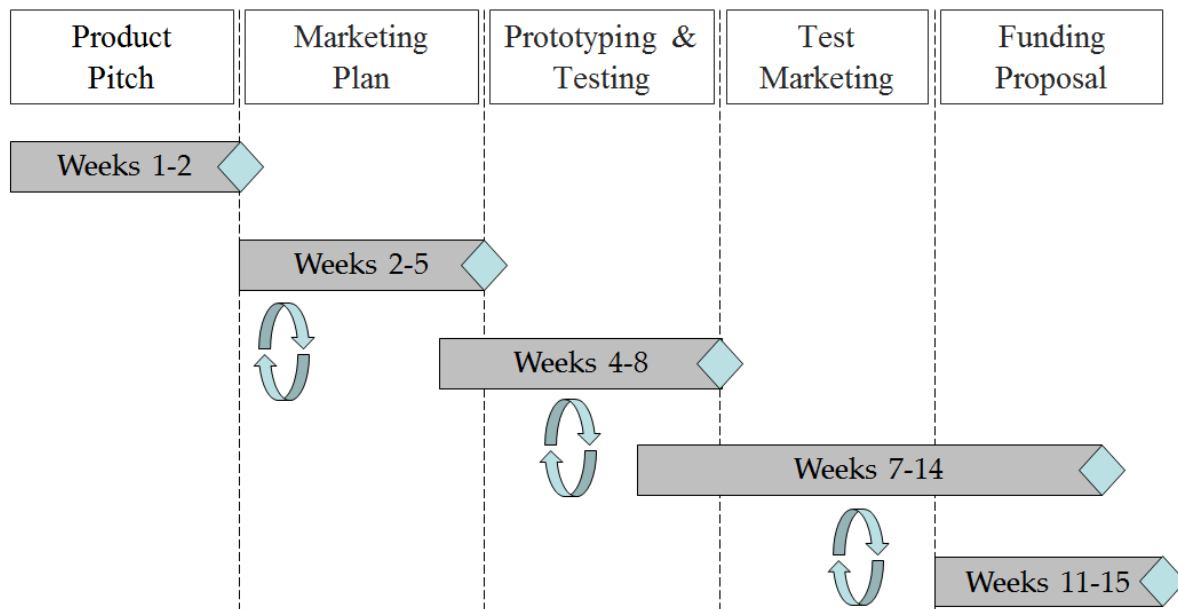 Product
Pitch
Marketing
Plan
Prototyping &
Testing
Test
Marketing
Funding
Proposal
Weeks 1-2
Weeks 2-5
Weeks 4-8
Weeks 7-14
Weeks 11-15